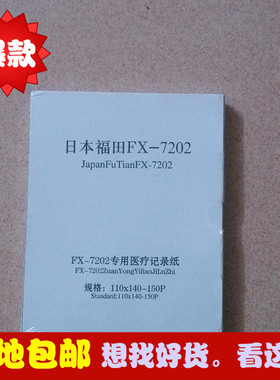 爆款
日本福田FX-7202
JapanFuTianFX-7202
FX-7202专用医疗记录纸
FX-7202ZuanYongYiliaoJiLuZhi
规格：110x140-150P
Standard:110x140-150P
地包邮
想找好货。看这